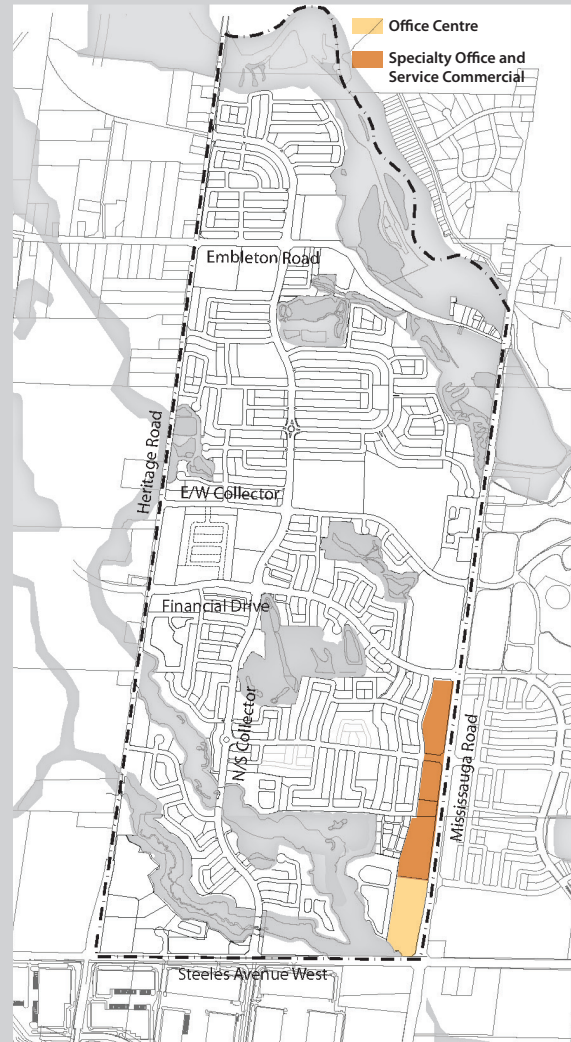 Office Centre
Specialty Office and
Service Commercial
Embleton Road
Heritage Road
E/W Collector
Financial Drive
N/S Collector
Mississauga Road
Steeles Avenue West